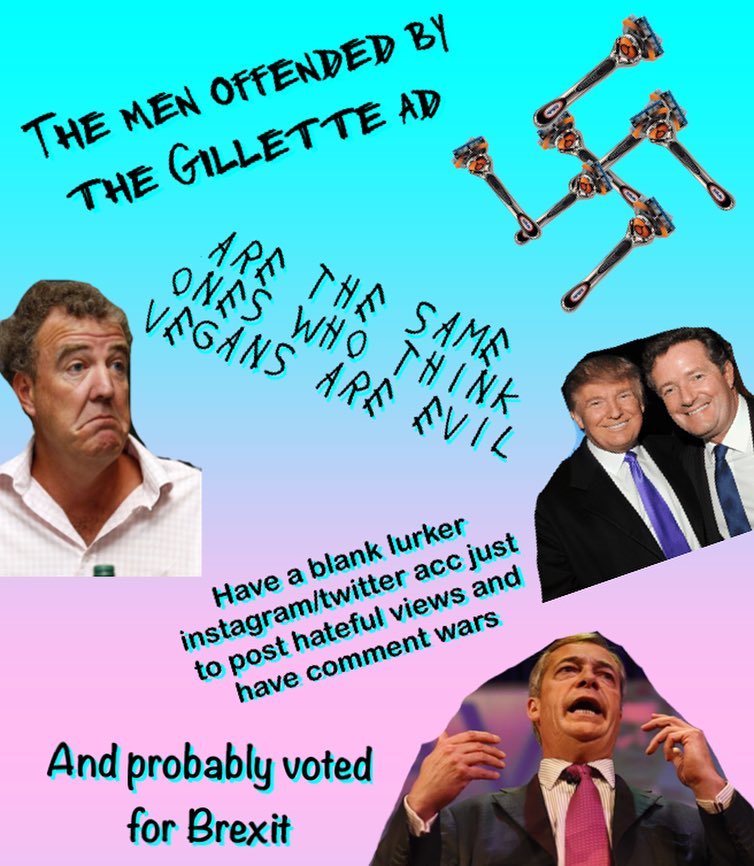 THE MEN OFFENDED BY
THE GILLETTE AD
ARE THE SAME
ONES WHO THINK
VEGANS ARE EVIL
Have a blank lurker
instagram/twitter acc just
to post hateful views and
have comment wars
And probably voted
for Brexit